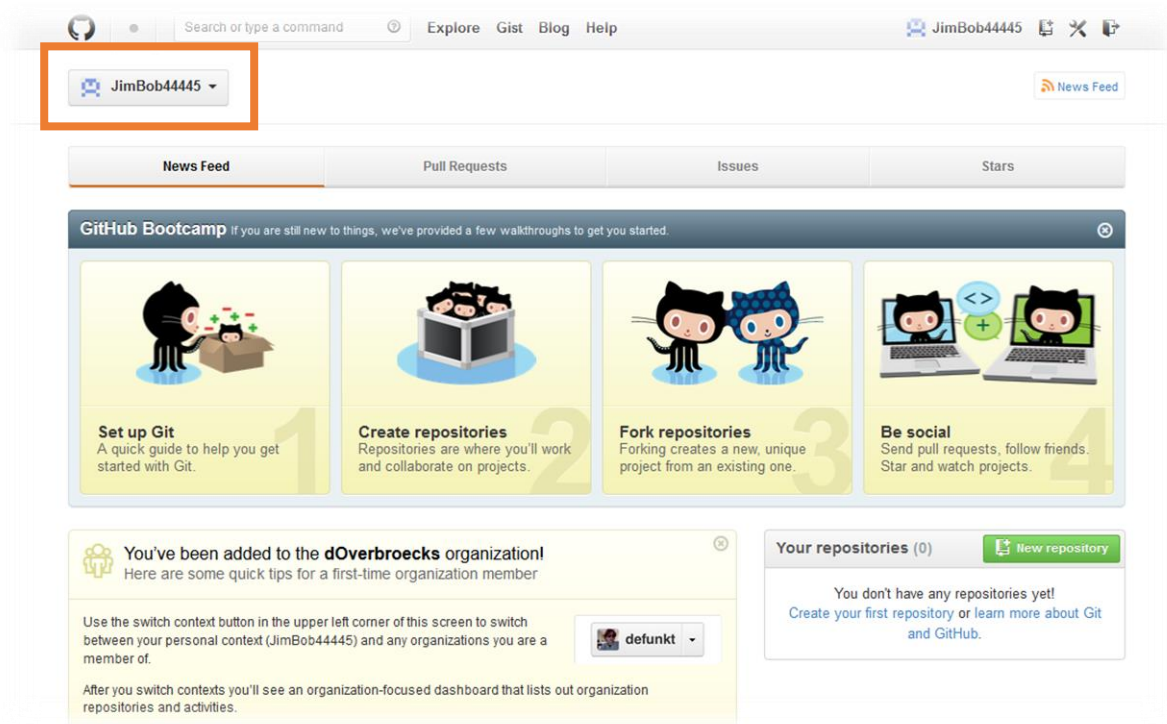 Search or type a command
Explore Gist Blog Help
JimBob44445
JimBob44445
News Feed
News Feed
Pull Requests
Issues
Stars
GitHub Bootcamp If you are still new to things, we've provided a few walkthroughs to get you started.
1
Set up Git
A quick guide to help you get
started with Git.
2
Create repositories
Repositories are where you'll work
and collaborate on projects.
3
Fork repositories
Forking creates a new, unique
project from an existing one.
4
Be social
Send pull requests, follow friends.
Star and watch projects.
You've been added to the dOverbroecks organization!
Here are some quick tips for a first-time organization member
Use the switch context button in the upper left corner of this screen to switch
between your personal context (JimBob44445) and any organizations you are a
member of.
defunkt
After you switch contexts you'll see an organization-focused dashboard that lists out organization
repositories and activities.
Your repositories (0)
New repository
You don't have any repositories yet!
Create your first repository or learn more about Git
and GitHub.